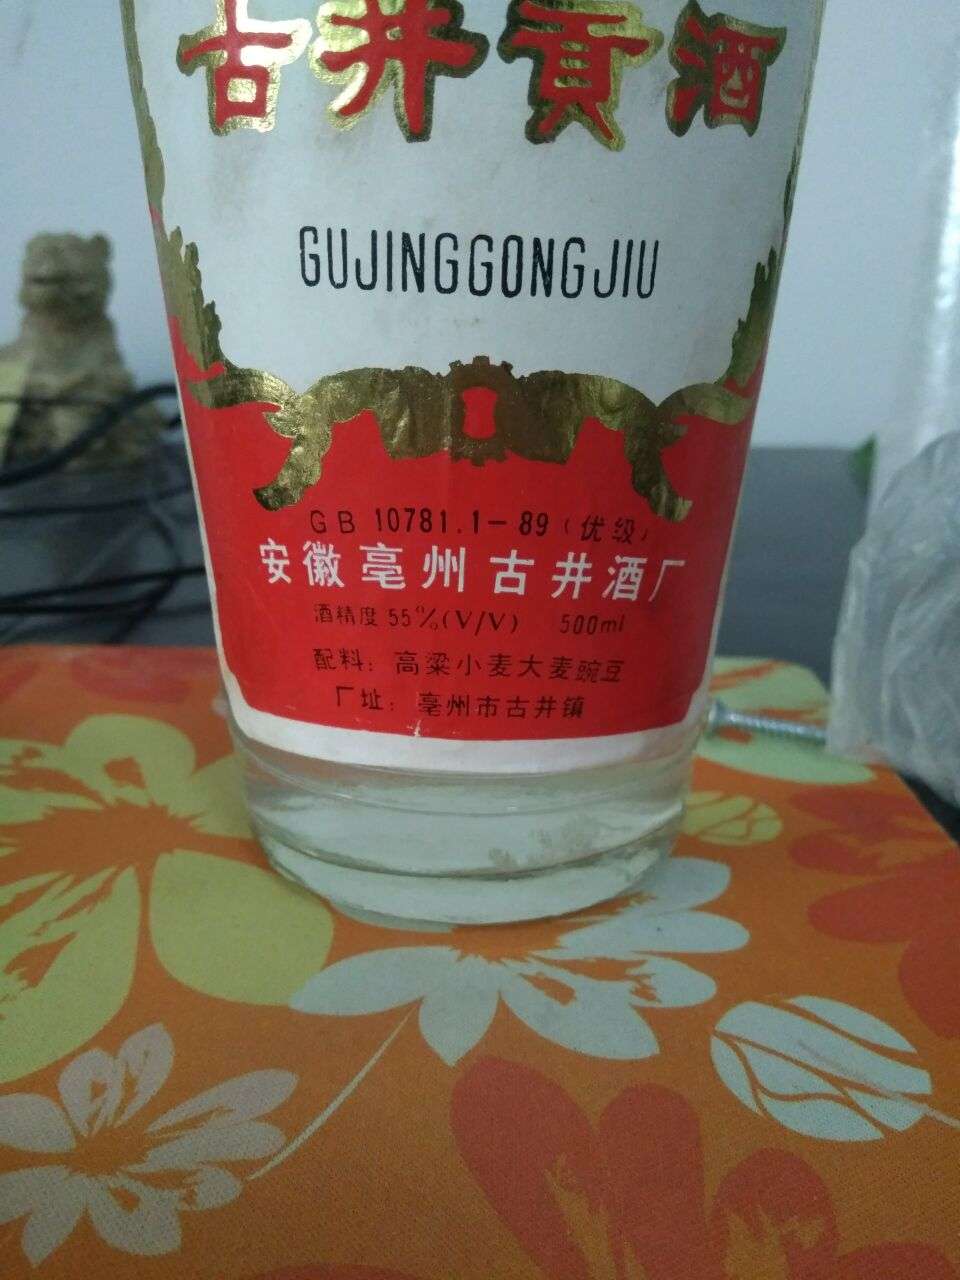 古井贡酒
GUJINGGONGJIU
GB 10781.1-89(优级)
安徽亳州古井酒厂
酒精度 55%(V/V) 500ml
配料:高粱小麦大麦豌豆
厂址:亳州市古井镇